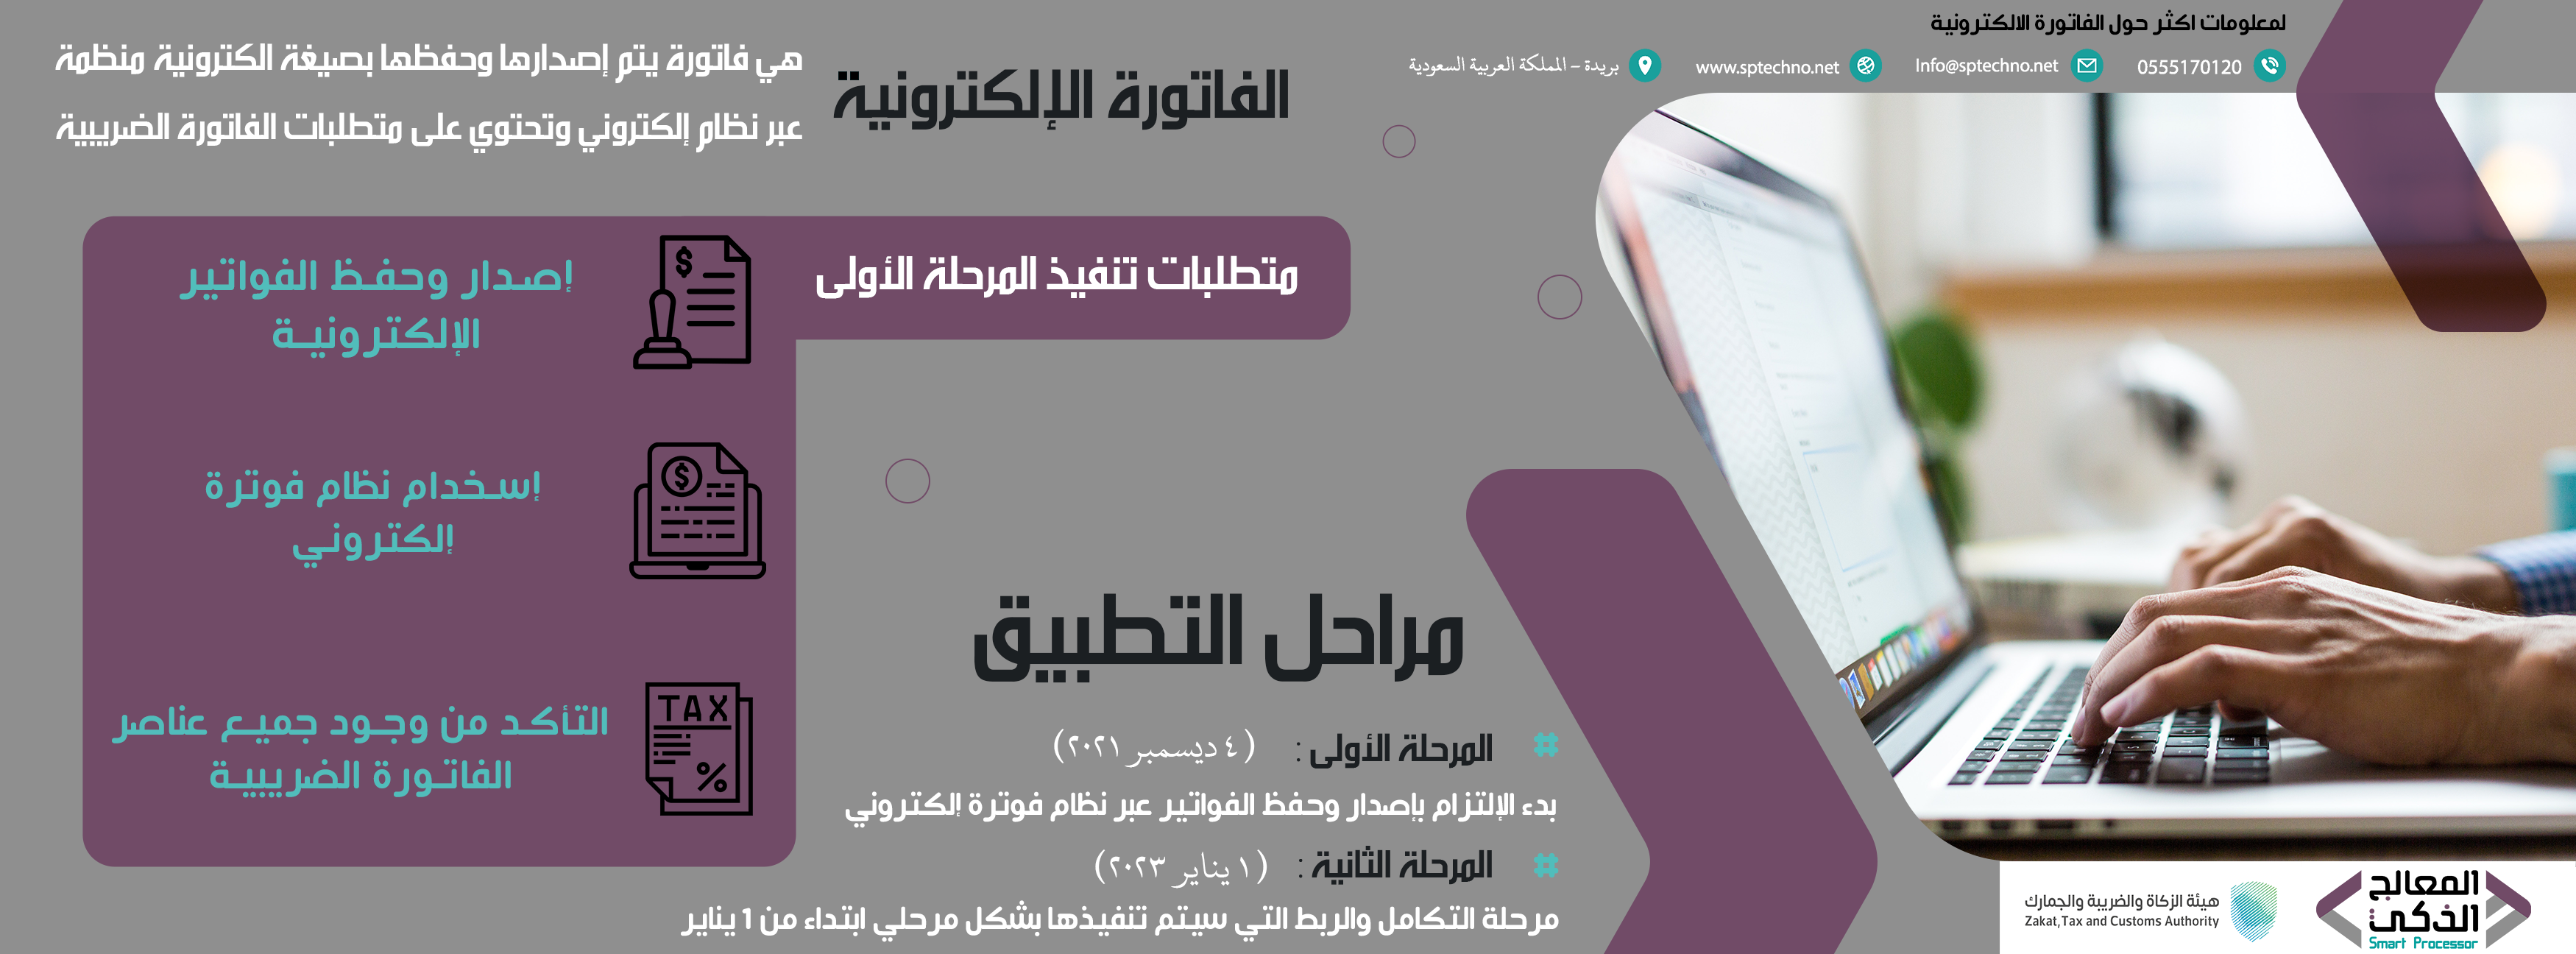 لمعلومات اكثر حول الفاتورة الالكترونية
0555170120
Info@sptechno.net
www.sptechno.net
بريدة - المملكة العربية السعودية
الفاتورة الإلكترونية
هي فاتورة يتم إصدارها وحفظها بصيغة الكترونية منظمة
عبر نظام إلكتروني وتحتوي على متطلبات الفاتورة الضريبية
متطلبات تنفيذ المرحلة الأولى
إصدار وحفظ الفواتير
الإلكترونية
إسخدام نظام فوترة
إلكتروني
TAX
%
التأكد من وجود جميع عناصر
الفاتورة الضريبية
مراحل التطبيق
# المرحلة الأولى : (٤ ديسمبر ٢٠٢١)
بدء الإلتزام بإصدار وحفظ الفواتير عبر نظام فوترة إلكتروني
# المرحلة الثانية : (١ يناير ٢٠٢٣)
مرحلة التكامل والربط التي سيتم تنفيذها بشكل مرحلي ابتداء من 1 يناير
المعالج
الذكي
Smart Processor
هيئة الزكاة والضريبة والجمارك
Zakat, Tax and Customs Authority